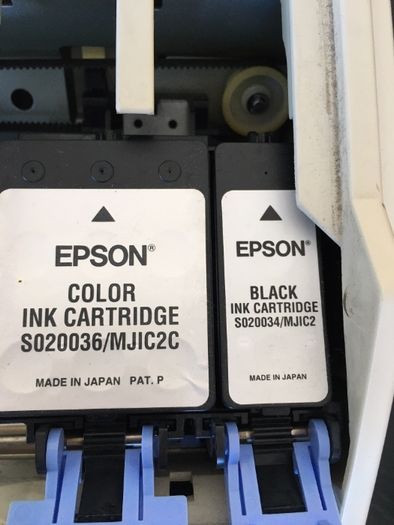 EPSON®
COLOR
INK CARTRIDGE
S020036/MJIC2C
MADE IN JAPAN PAT. P
EPSON®
BLACK
INK CARTRIDGE
S020034/MJIC2
MADE IN JAPAN